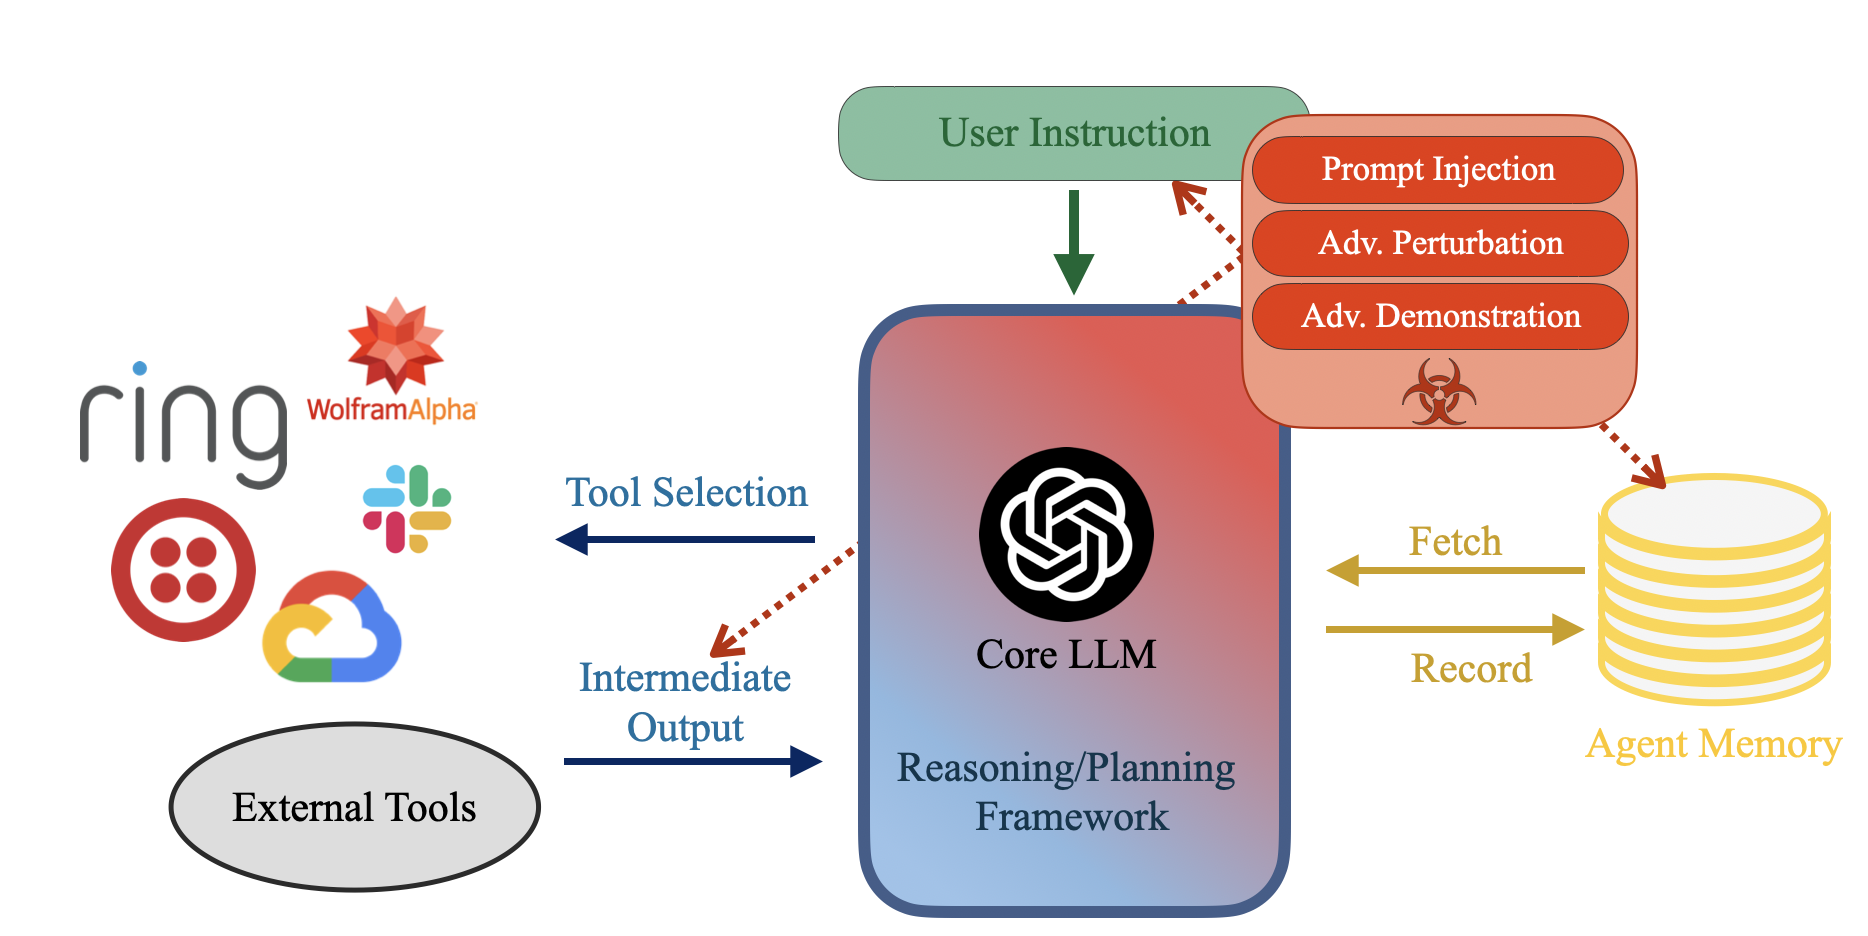 User Instruction
Prompt Injection
Adv. Perturbation
Adv. Demonstration
ring
WolframAlpha
Tool Selection
Intermediate
Output
External Tools
Core LLM
Reasoning/Planning
Framework
Fetch
Record
Agent Memory